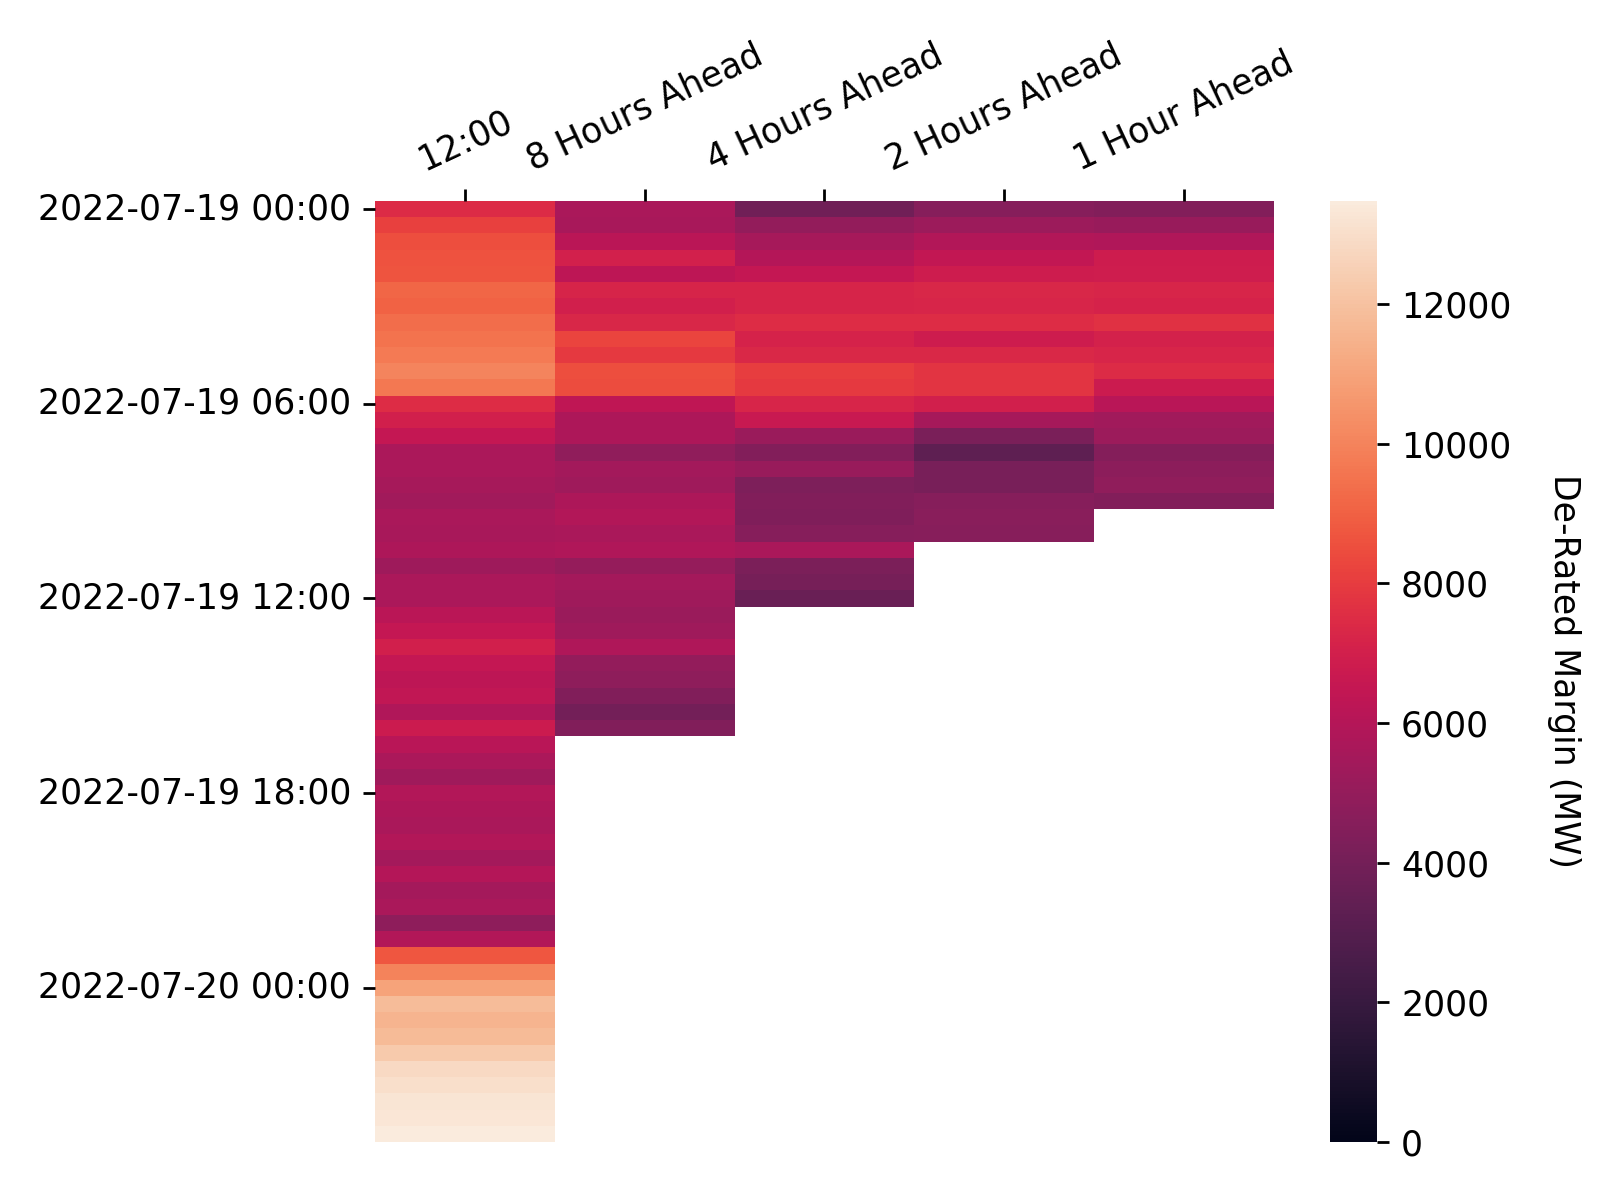 12:00
8 Hours Ahead
4 Hours Ahead
2 Hours Ahead
1 Hour Ahead
2022-07-19 00:00
2022-07-19 06:00
2022-07-19 12:00
2022-07-19 18:00
2022-07-20 00:00
12000
10000
8000
6000
4000
2000
0
De-Rated Margin (MW)